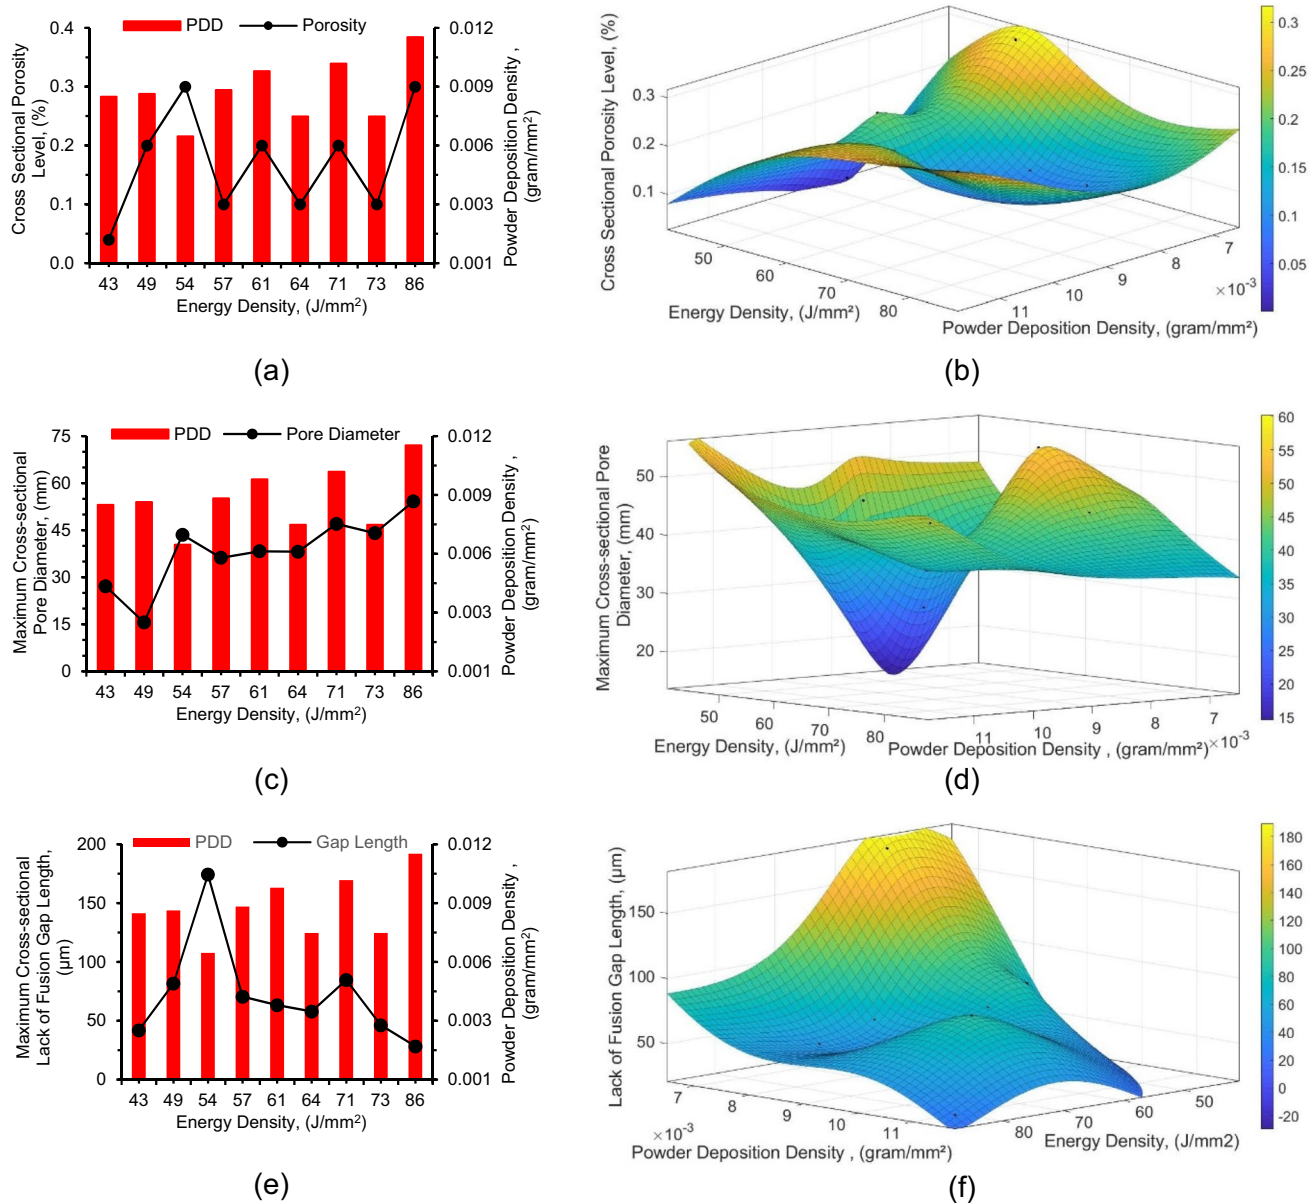 PDD
Porosity
Cross Sectional Porosity
Level, (%)
0.4
0.3
0.2
0.1
0.0
0.012
0.009
0.006
0.003
0.001
Powder Deposition Density ,
(gram/mm²)
43 49 54 57 61 64 71 73 86
Energy Density, (J/mm²)
(a)
Cross Sectional Porosity Level, (%)
0.3
0.2
0.1
50
60
70
80
Energy Density, (J/mm²)
11
10
9
8
7
×10⁻³
Powder Deposition Density, (gram/mm²)
0.3
0.25
0.2
0.15
0.1
0.05
(b)
PDD
Pore Diameter
Maximum Cross-sectional
Pore Diameter, (mm)
75
60
45
30
15
0
0.012
0.009
0.006
0.003
0.001
Powder Deposition Density ,
(gram/mm²)
43 49 54 57 61 64 71 73 86
Energy Density, (J/mm²)
(c)
Maximum Cross-sectional Pore
Diameter, (mm)
50
40
30
20
50
60
70
80
Energy Density, (J/mm²)
11
10
9
8
7
×10⁻³
Powder Deposition Density , (gram/mm²)
60
55
50
45
40
35
30
25
20
15
(d)
PDD
Gap Length
Maximum Cross-sectional
Lack of Fusion Gap Length,
(μm)
200
150
100
50
0
0.012
0.009
0.006
0.003
0.001
Powder Deposition Density ,
(gram/mm²)
43 49 54 57 61 64 71 73 86
Energy Density, (J/mm²)
(e)
Lack of Fusion Gap Length, (μm)
150
100
50
7
8
9
10
11
×10⁻³
Powder Deposition Density , (gram/mm²)
80
70
60
50
Energy Density, (J/mm2)
180
160
140
120
100
80
60
40
20
0
-20
(f)